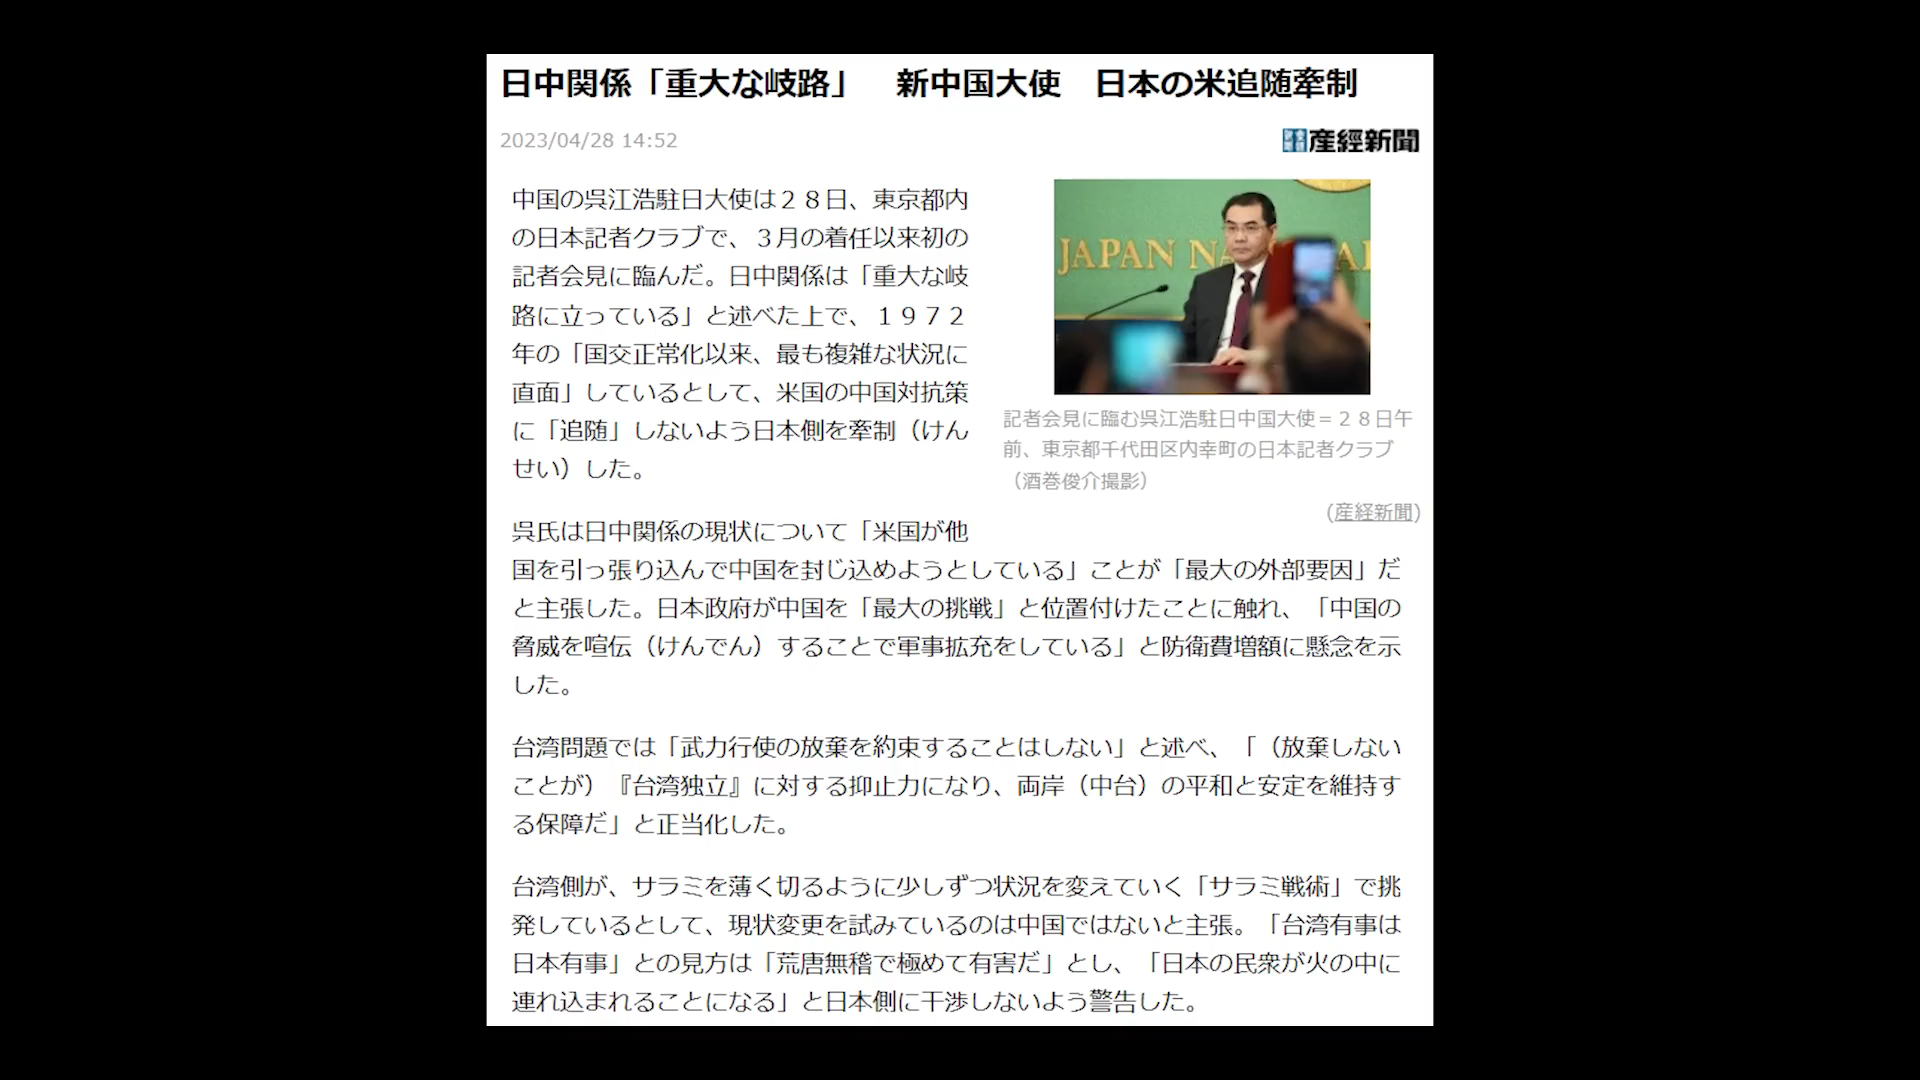 日中関係「重大な岐路」　新中国大使　日本の米追随牽制
2023/04/28 14:52
産經新聞
中国の呉江浩駐日大使は２８日、東京都内
の日本記者クラブで、３月の着任以来初の
記者会見に臨んだ。日中関係は「重大な岐
路に立っている」と述べた上で、１９７２
年の「国交正常化以来、最も複雑な状況に
直面」しているとして、米国の中国対抗策
に「追随」しないよう日本側を牽制（けん
せい）した。
JAPAN NA
記者会見に臨む呉江浩駐日中国大使＝２８日午
前、東京都千代田区内幸町の日本記者クラブ
（酒巻俊介撮影）
(産経新聞)
呉氏は日中関係の現状について「米国が他
国を引っ張り込んで中国を封じ込めようとしている」ことが「最大の外部要因」だ
と主張した。日本政府が中国を「最大の挑戦」と位置付けたことに触れ、「中国の
脅威を喧伝（けんでん）することで軍事拡充をしている」と防衛費増額に懸念を示
した。
台湾問題では「武力行使の放棄を約束することはしない」と述べ、「（放棄しない
ことが）『台湾独立』に対する抑止力になり、両岸（中台）の平和と安定を維持す
る保障だ」と正当化した。
台湾側が、サラミを薄く切るように少しずつ状況を変えていく「サラミ戦術」で挑
発しているとして、現状変更を試みているのは中国ではないと主張。「台湾有事は
日本有事」との見方は「荒唐無稽で極めて有害だ」とし、「日本の民衆が火の中に
連れ込まれることになる」と日本側に干渉しないよう警告した。